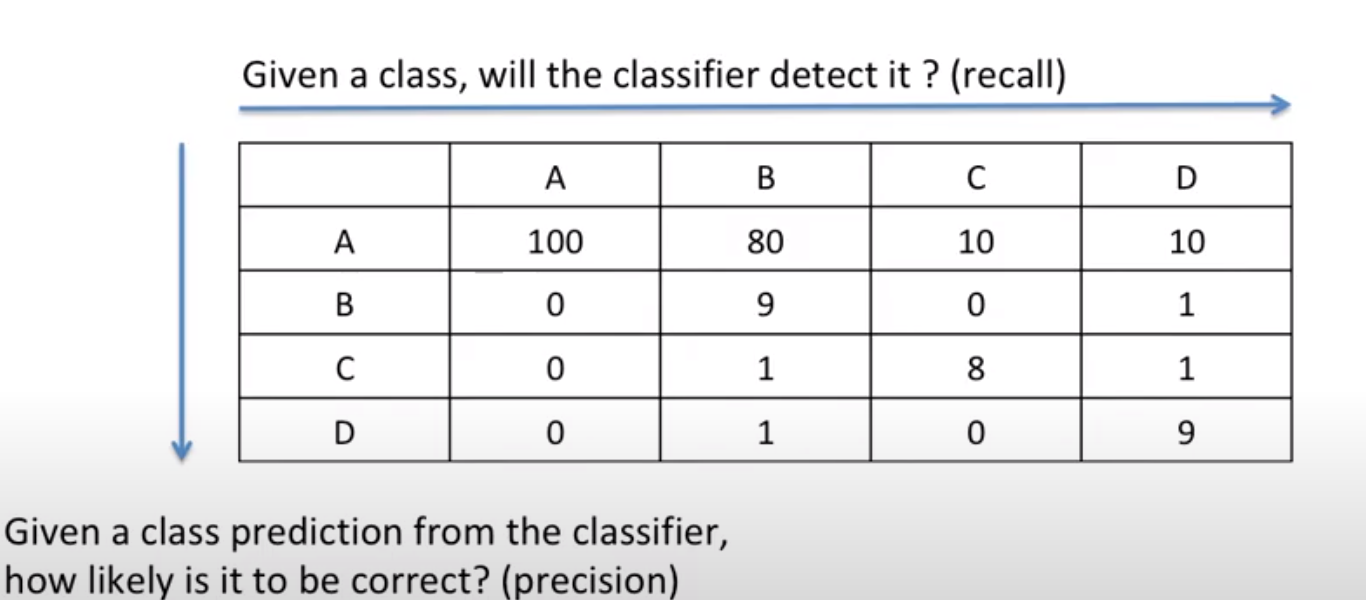 Given a class, will the classifier detect it ? (recall)
A B C D
A 100 80 10 10
B 0 9 0 1
C 0 1 8 1
D 0 1 0 9
Given a class prediction from the classifier,
how likely is it to be correct? (precision)